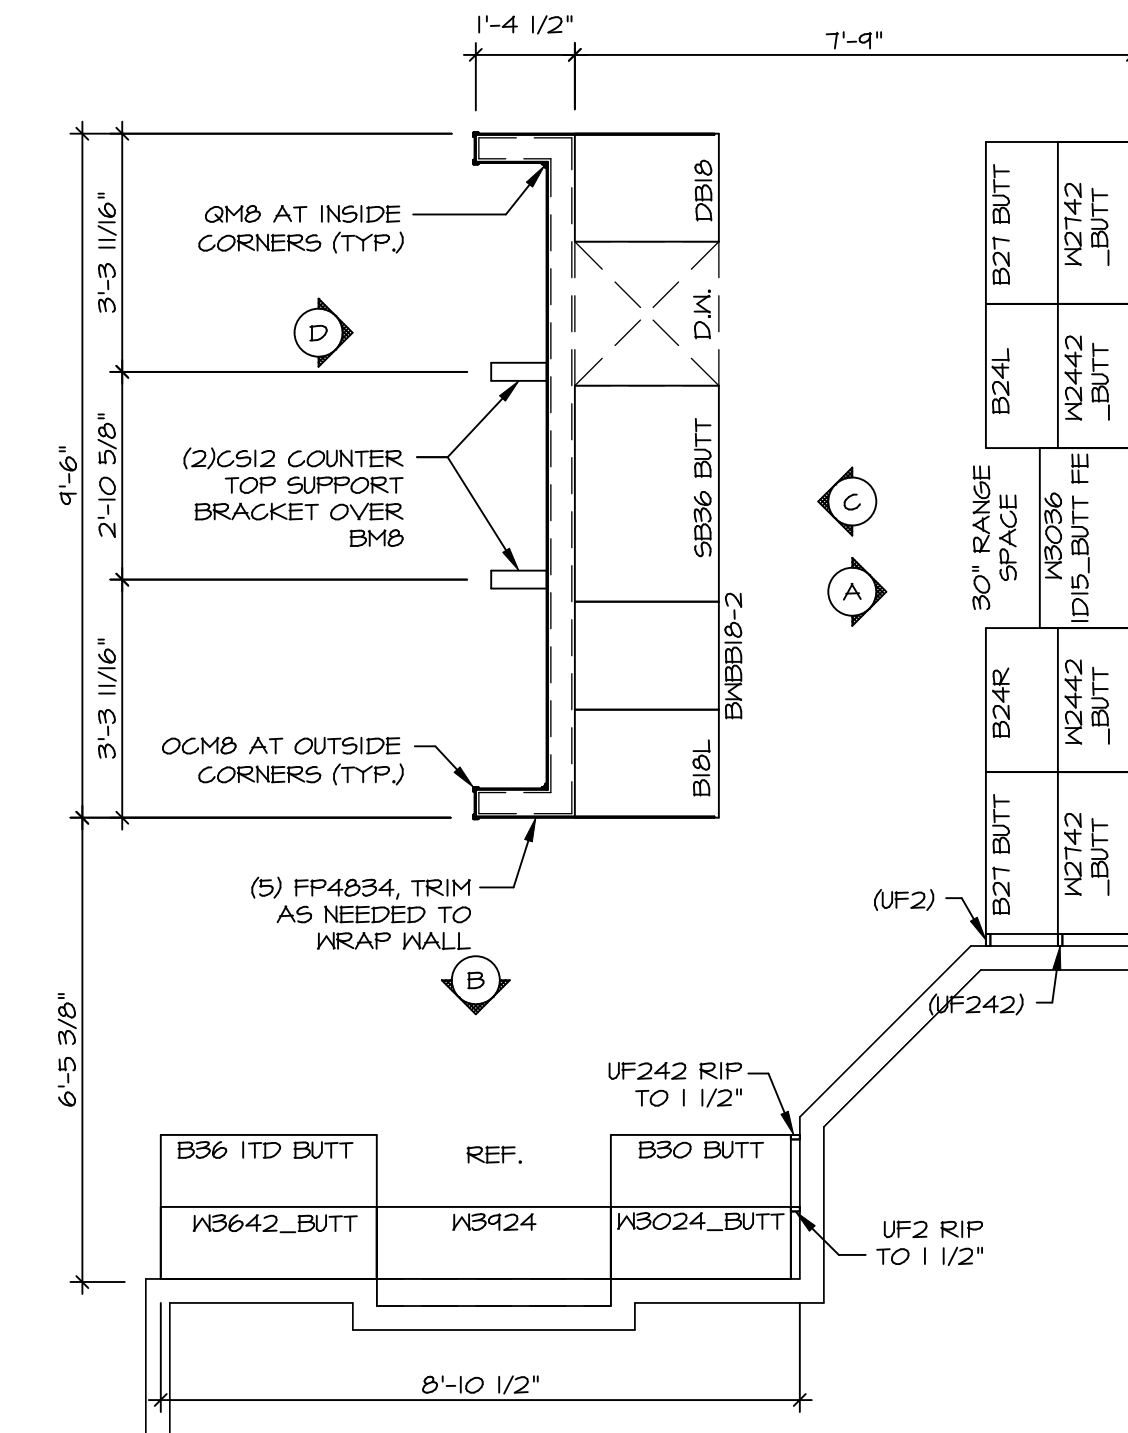 1'-4 1/2"
7'-9"
9'-6"
3'-3 11/16"
2'-10 5/8"
3'-3 11/16"
6'-5 3/8"
QM8 AT INSIDE
CORNERS (TYP.)
D
(2)CS12 COUNTER
TOP SUPPORT
BRACKET OVER
BM8
OCM8 AT OUTSIDE
CORNERS (TYP.)
(5) FP4834, TRIM
AS NEEDED TO
WRAP WALL
B
DB18
D.W.
SB36 BUTT
BWBB18-2
B18L
C
A
B27 BUTT
W2742
_BUTT
B24L
W2442
_BUTT
30" RANGE
SPACE
W3036
1D15_BUTT FE
B24R
W2442
_BUTT
B27 BUTT
W2742
_BUTT
(UF2)
(UF242)
UF242 RIP
TO 1 1/2"
B36 1TD BUTT
REF.
B30 BUTT
W3642_BUTT
W3924
W3024_BUTT
UF2 RIP
TO 1 1/2"
8'-10 1/2"